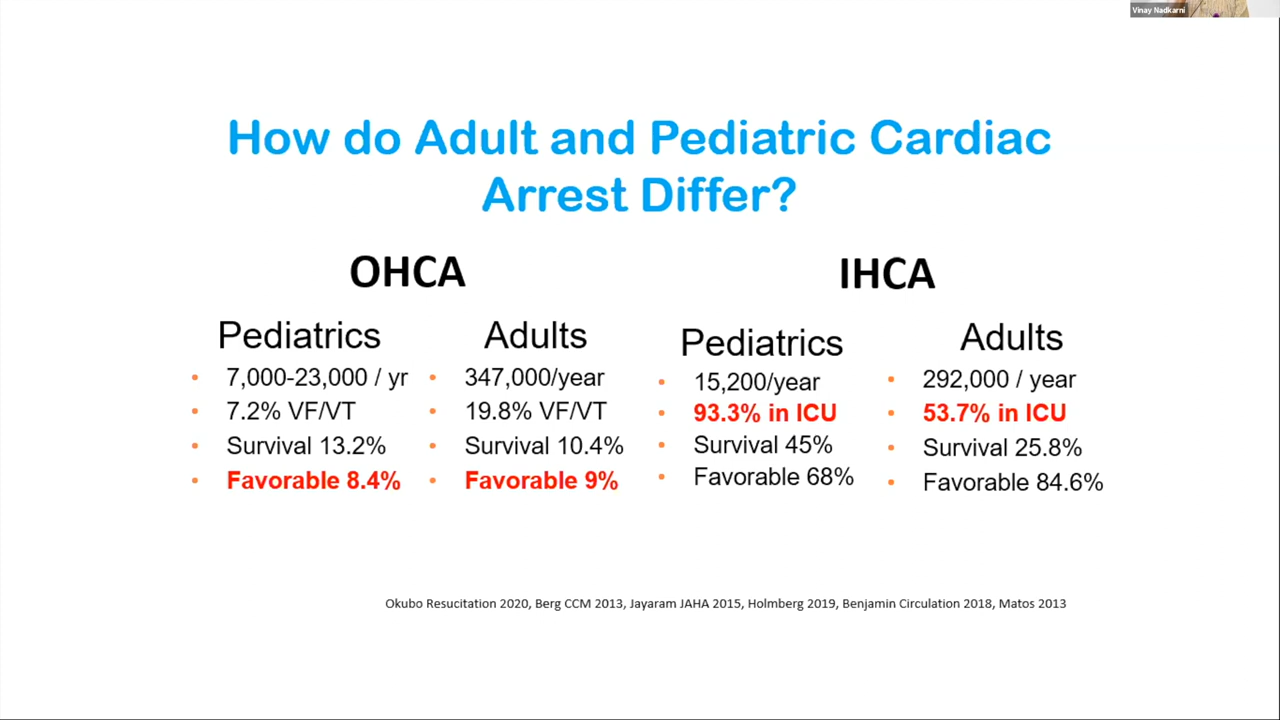 Vinay Nadkarni
How do Adult and Pediatric Cardiac
Arrest Differ?
OHCA
Pediatrics
• 7,000-23,000 / yr
• 7.2% VF/VT
• Survival 13.2%
• Favorable 8.4%
Adults
• 347,000/year
• 19.8% VF/VT
• Survival 10.4%
• Favorable 9%
IHCA
Pediatrics
• 15,200/year
• 93.3% in ICU
• Survival 45%
• Favorable 68%
Adults
• 292,000 / year
• 53.7% in ICU
• Survival 25.8%
• Favorable 84.6%
Okubo Resucitation 2020, Berg CCM 2013, Jayaram JAHA 2015, Holmberg 2019, Benjamin Circulation 2018, Matos 2013